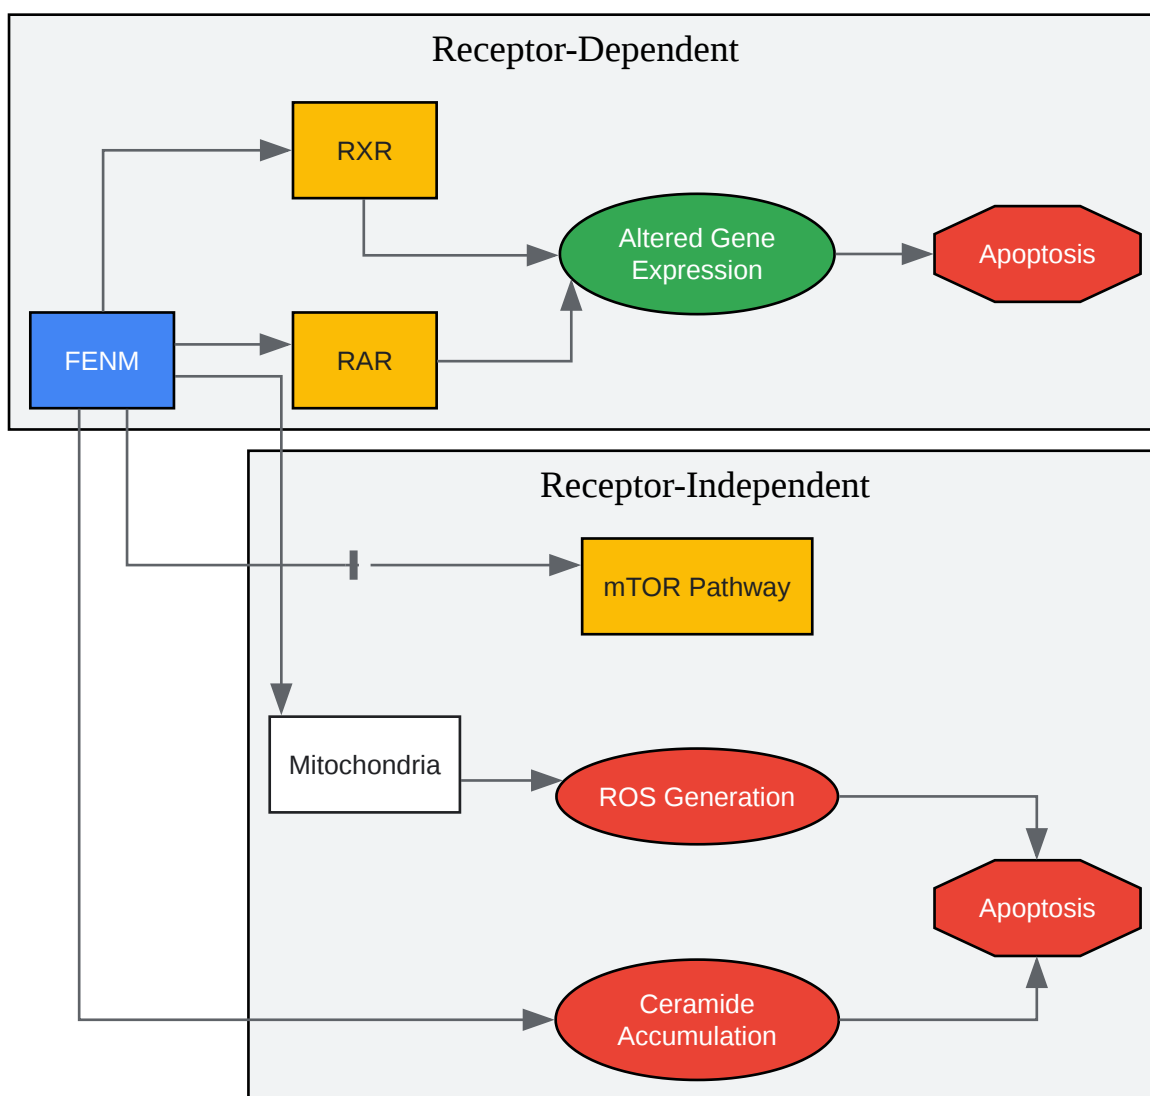 Receptor-Dependent
RXR
Altered Gene
Expression
Apoptosis
FENM
RAR
Receptor-Independent
mTOR Pathway
Mitochondria
ROS Generation
Apoptosis
Ceramide
Accumulation